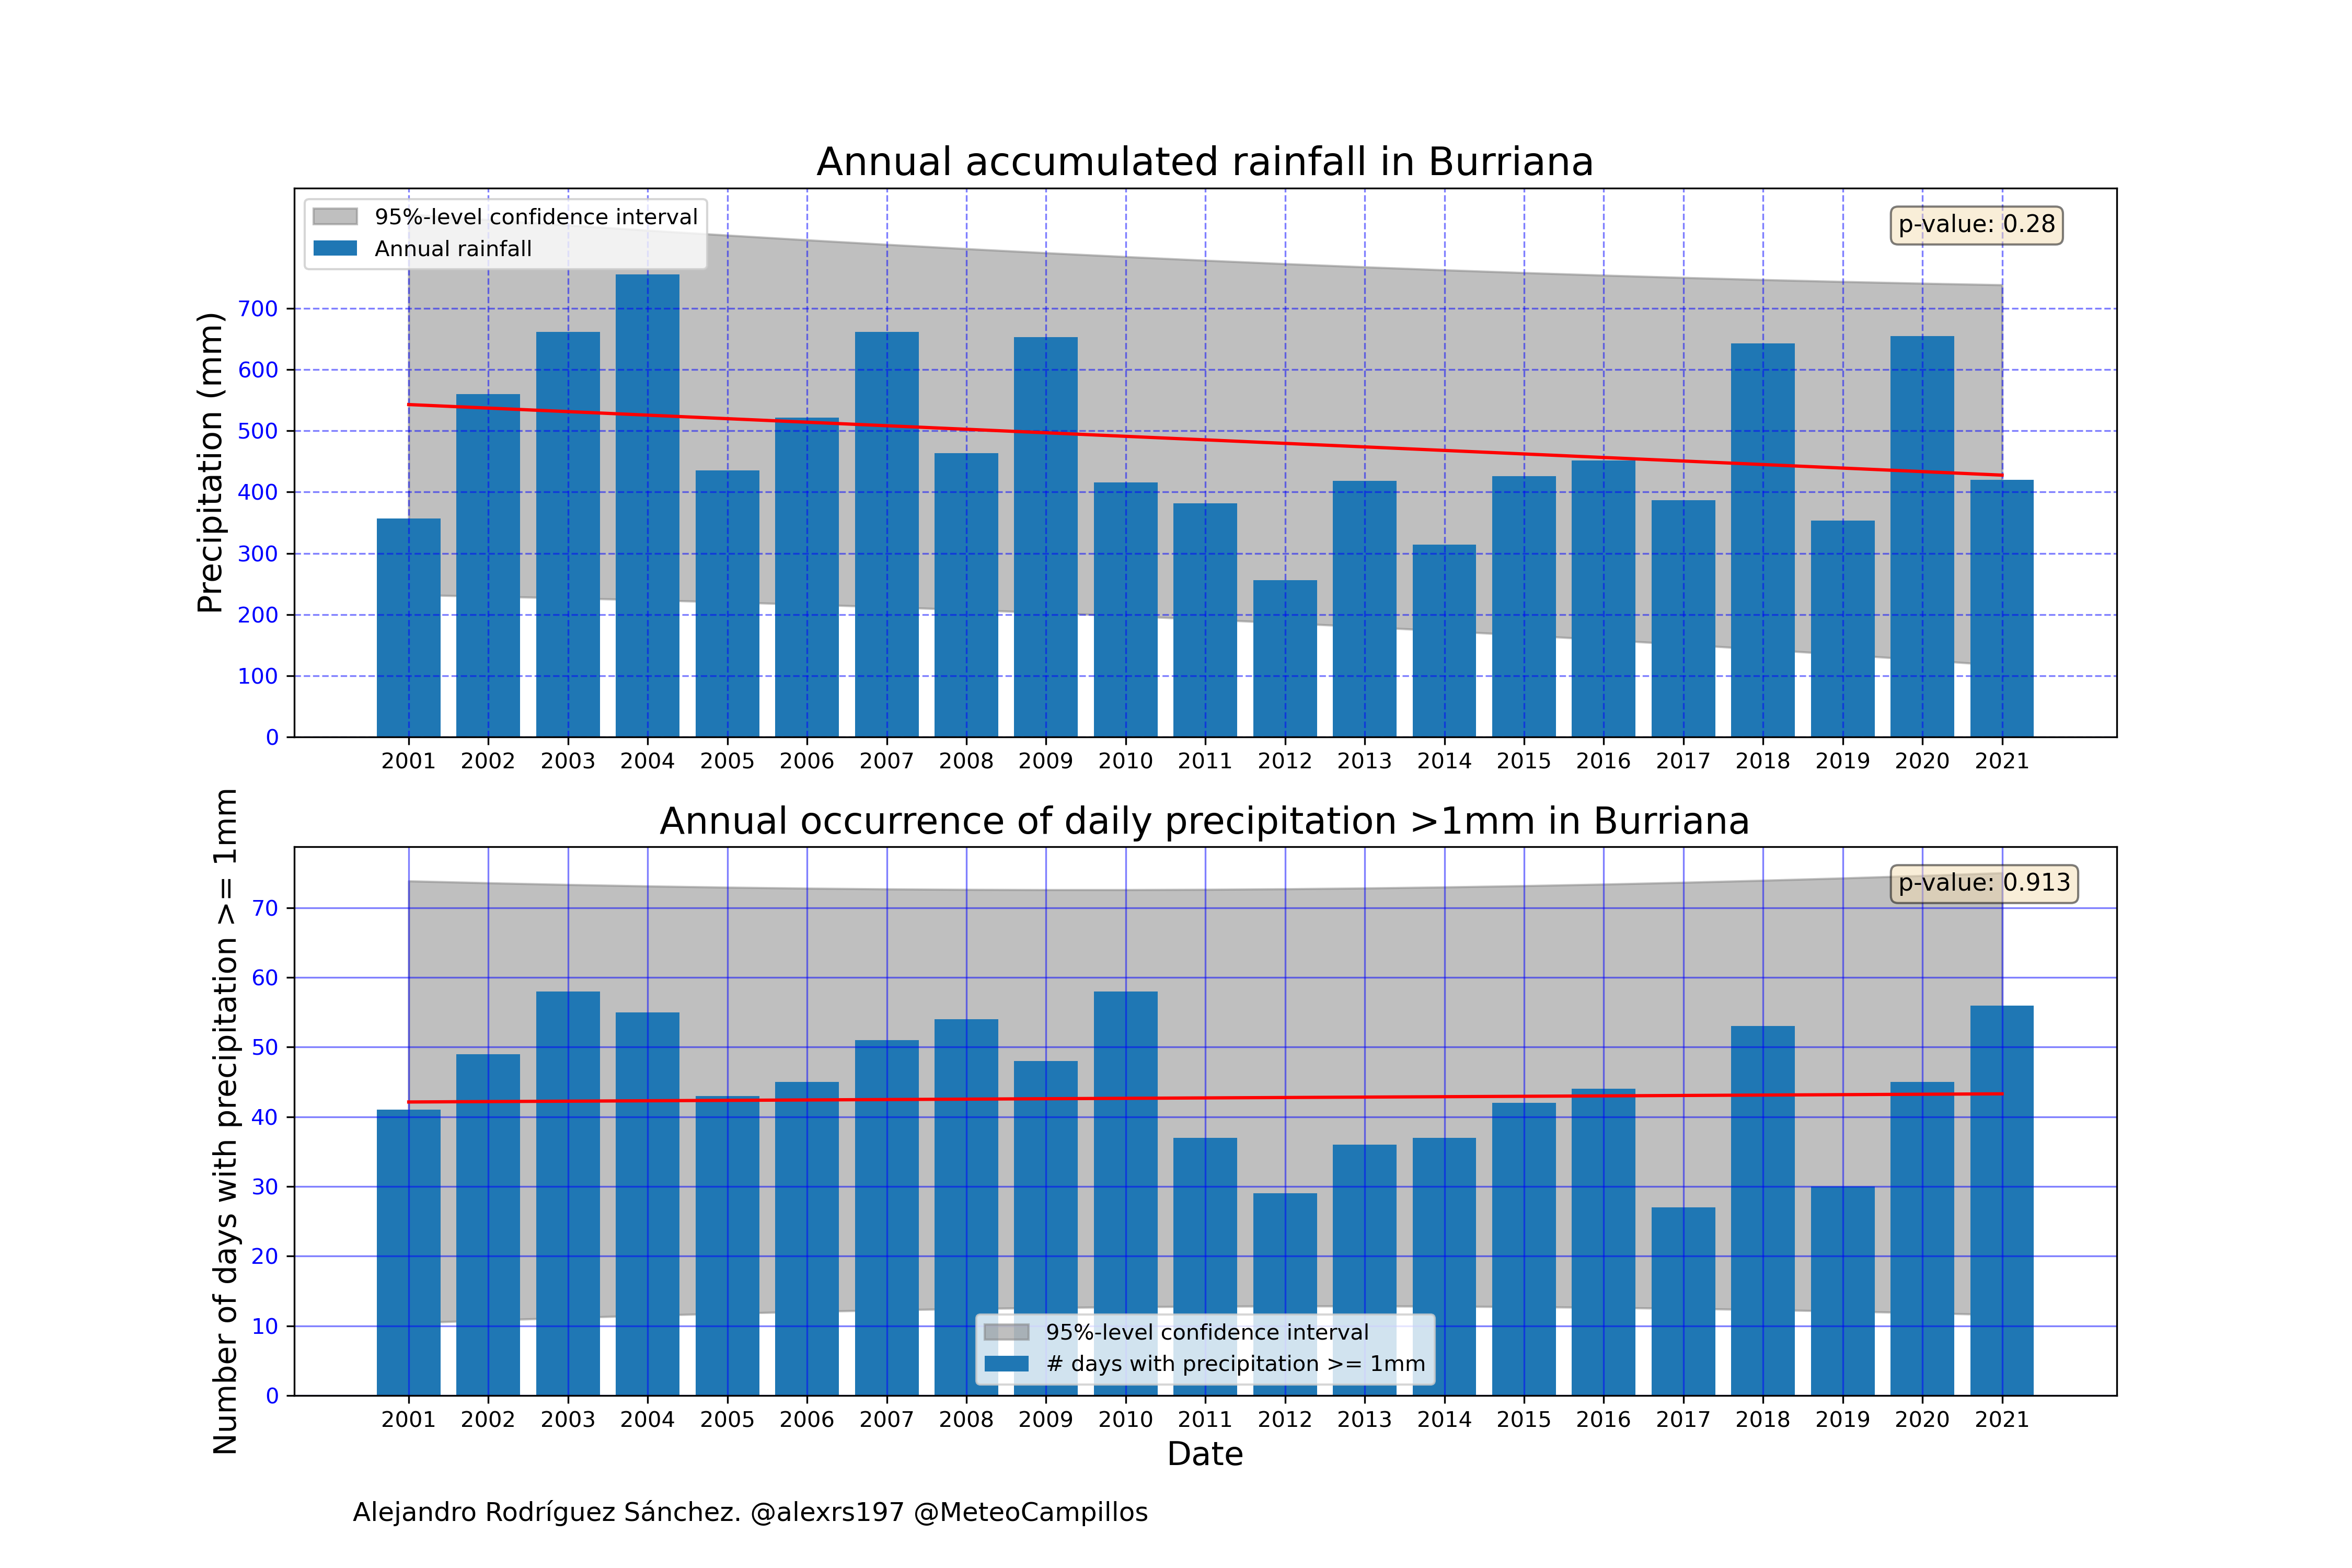 Annual accumulated rainfall in Burriana
95%-level confidence interval
Annual rainfall
p-value: 0.28
Precipitation (mm)
700
600
500
400
300
200
100
0
2001 2002 2003 2004 2005 2006 2007 2008 2009 2010 2011 2012 2013 2014 2015 2016 2017 2018 2019 2020 2021
Annual occurrence of daily precipitation >1mm in Burriana
p-value: 0.913
Number of days with precipitation >= 1mm
70
60
50
40
30
20
10
0
95%-level confidence interval
# days with precipitation >= 1mm
2001 2002 2003 2004 2005 2006 2007 2008 2009 2010 2011 2012 2013 2014 2015 2016 2017 2018 2019 2020 2021
Date
Alejandro Rodríguez Sánchez. @alexrs197 @MeteoCampillos